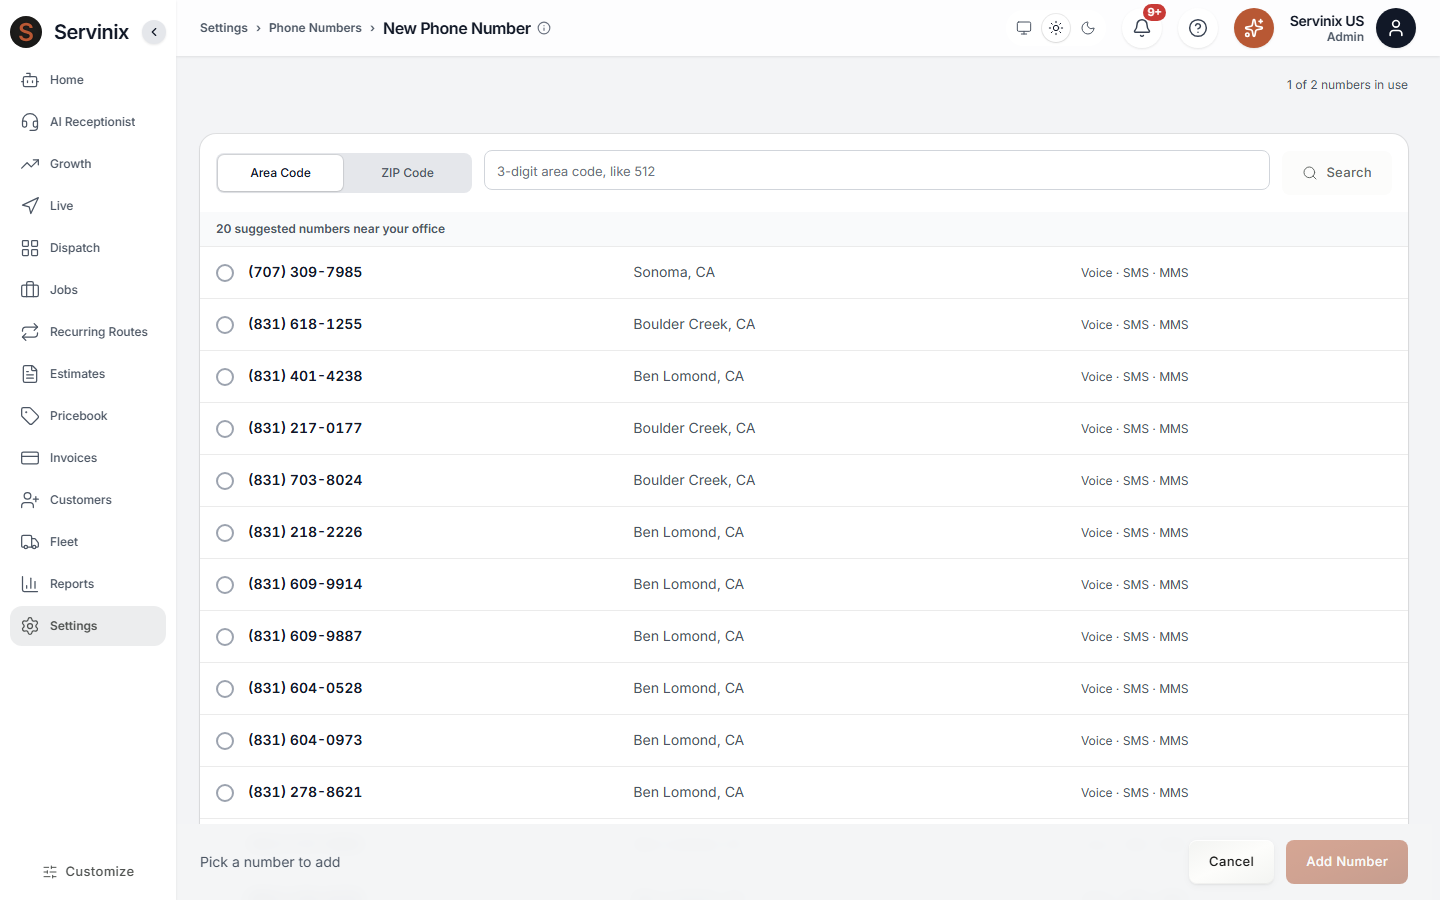 S Servinix
Settings › Phone Numbers › New Phone Number
9+
Servinix US
Admin
Home
AI Receptionist
Growth
Live
Dispatch
Jobs
Recurring Routes
Estimates
Pricebook
Invoices
Customers
Fleet
Reports
Settings
Customize
1 of 2 numbers in use
Area Code ZIP Code 3-digit area code, like 512 Search
20 suggested numbers near your office
(707) 309-7985 Sonoma, CA Voice · SMS · MMS
(831) 618-1255 Boulder Creek, CA Voice · SMS · MMS
(831) 401-4238 Ben Lomond, CA Voice · SMS · MMS
(831) 217-0177 Boulder Creek, CA Voice · SMS · MMS
(831) 703-8024 Boulder Creek, CA Voice · SMS · MMS
(831) 218-2226 Ben Lomond, CA Voice · SMS · MMS
(831) 609-9914 Ben Lomond, CA Voice · SMS · MMS
(831) 609-9887 Ben Lomond, CA Voice · SMS · MMS
(831) 604-0528 Ben Lomond, CA Voice · SMS · MMS
(831) 604-0973 Ben Lomond, CA Voice · SMS · MMS
(831) 278-8621 Ben Lomond, CA Voice · SMS · MMS
Pick a number to add Cancel Add Number